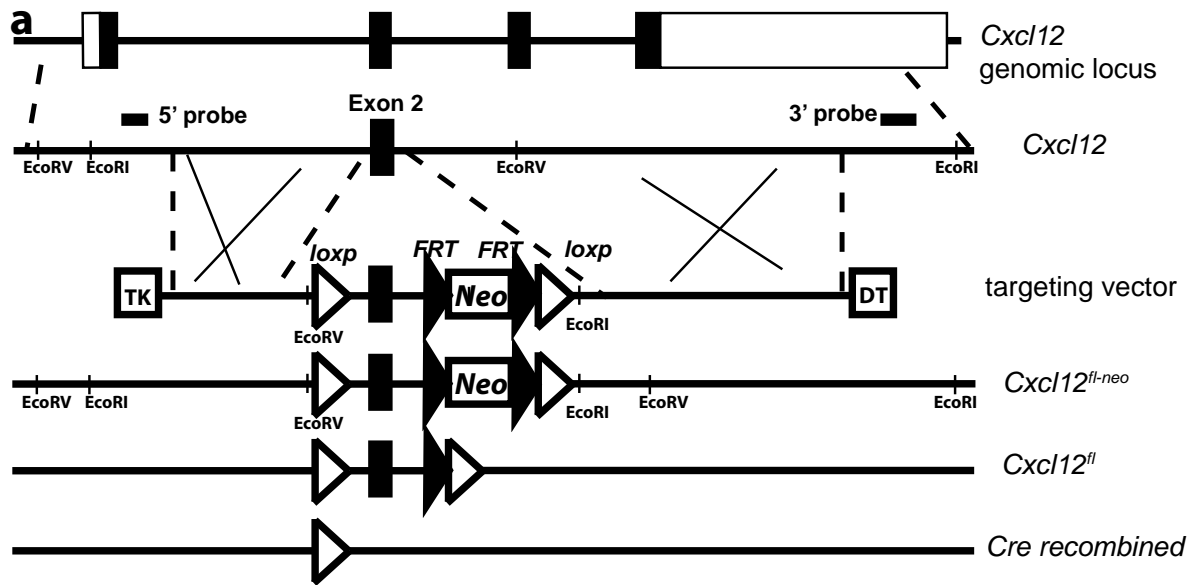 a
Cxcl12
genomic locus
5’ probe
Exon 2
3’ probe
Cxcl12
EcoRV
EcoRI
EcoRV
EcoRI
loxp
FRT
FRT
loxp
TK
Neo
DT
targeting vector
EcoRV
EcoRI
Neo
Cxcl12fl-neo
EcoRV
EcoRI
EcoRV
EcoRI
EcoRV
EcoRI
Cxcl12fl
Cre recombined